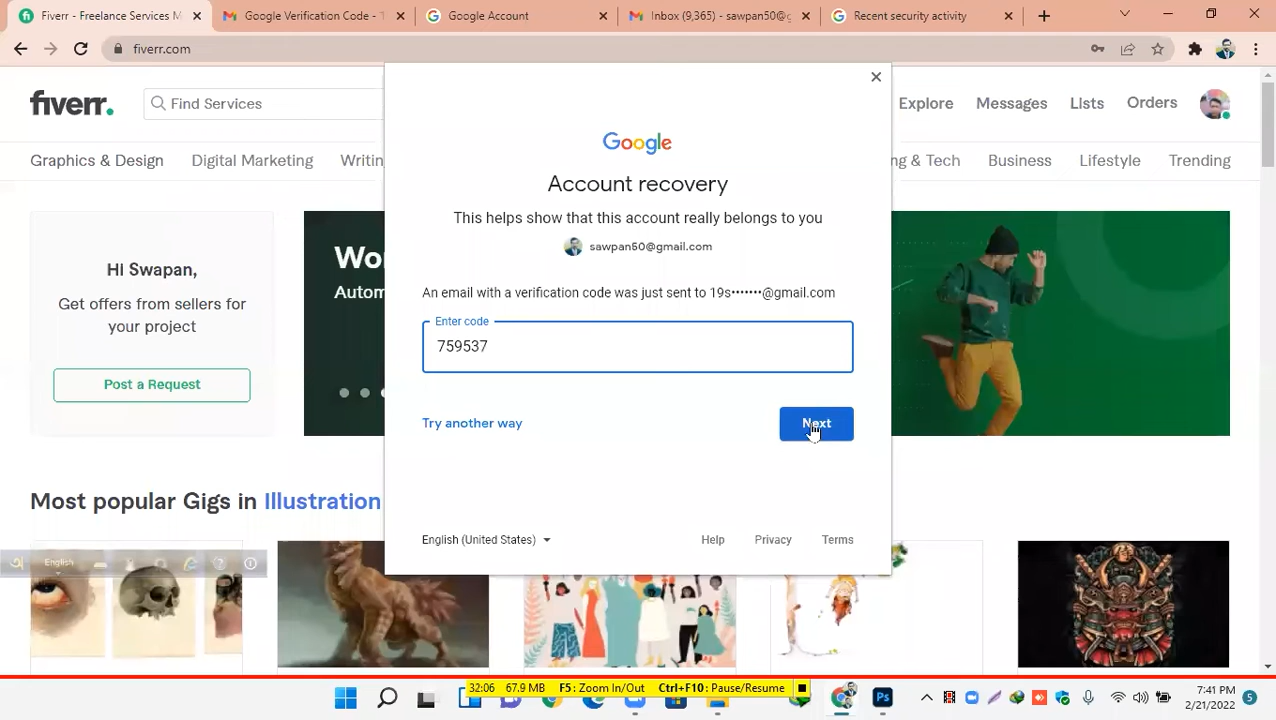 Fiverr - Freelance Services M
Google Verification Code - T
Google Account
Inbox (9,365) - sawpan50@g
Recent security activity
fiverr.com
fiverr.
Find Services
Explore
Messages
Lists
Orders
Graphics & Design
Digital Marketing
Writin
ng & Tech
Business
Lifestyle
Trending
Google
Account recovery
This helps show that this account really belongs to you
sawpan50@gmail.com
An email with a verification code was just sent to 19s•••••••@gmail.com
Enter code
759537
Try another way
Next
English (United States)
Help
Privacy
Terms
Hi Swapan,
Get offers from sellers for
your project
Post a Request
Wor
Autom
Most popular Gigs in Illustration
English
32:06 67.9 MB F5: Zoom In/Out Ctrl+F10: Pause/Resume
Ps
7:41 PM
2/21/2022
5